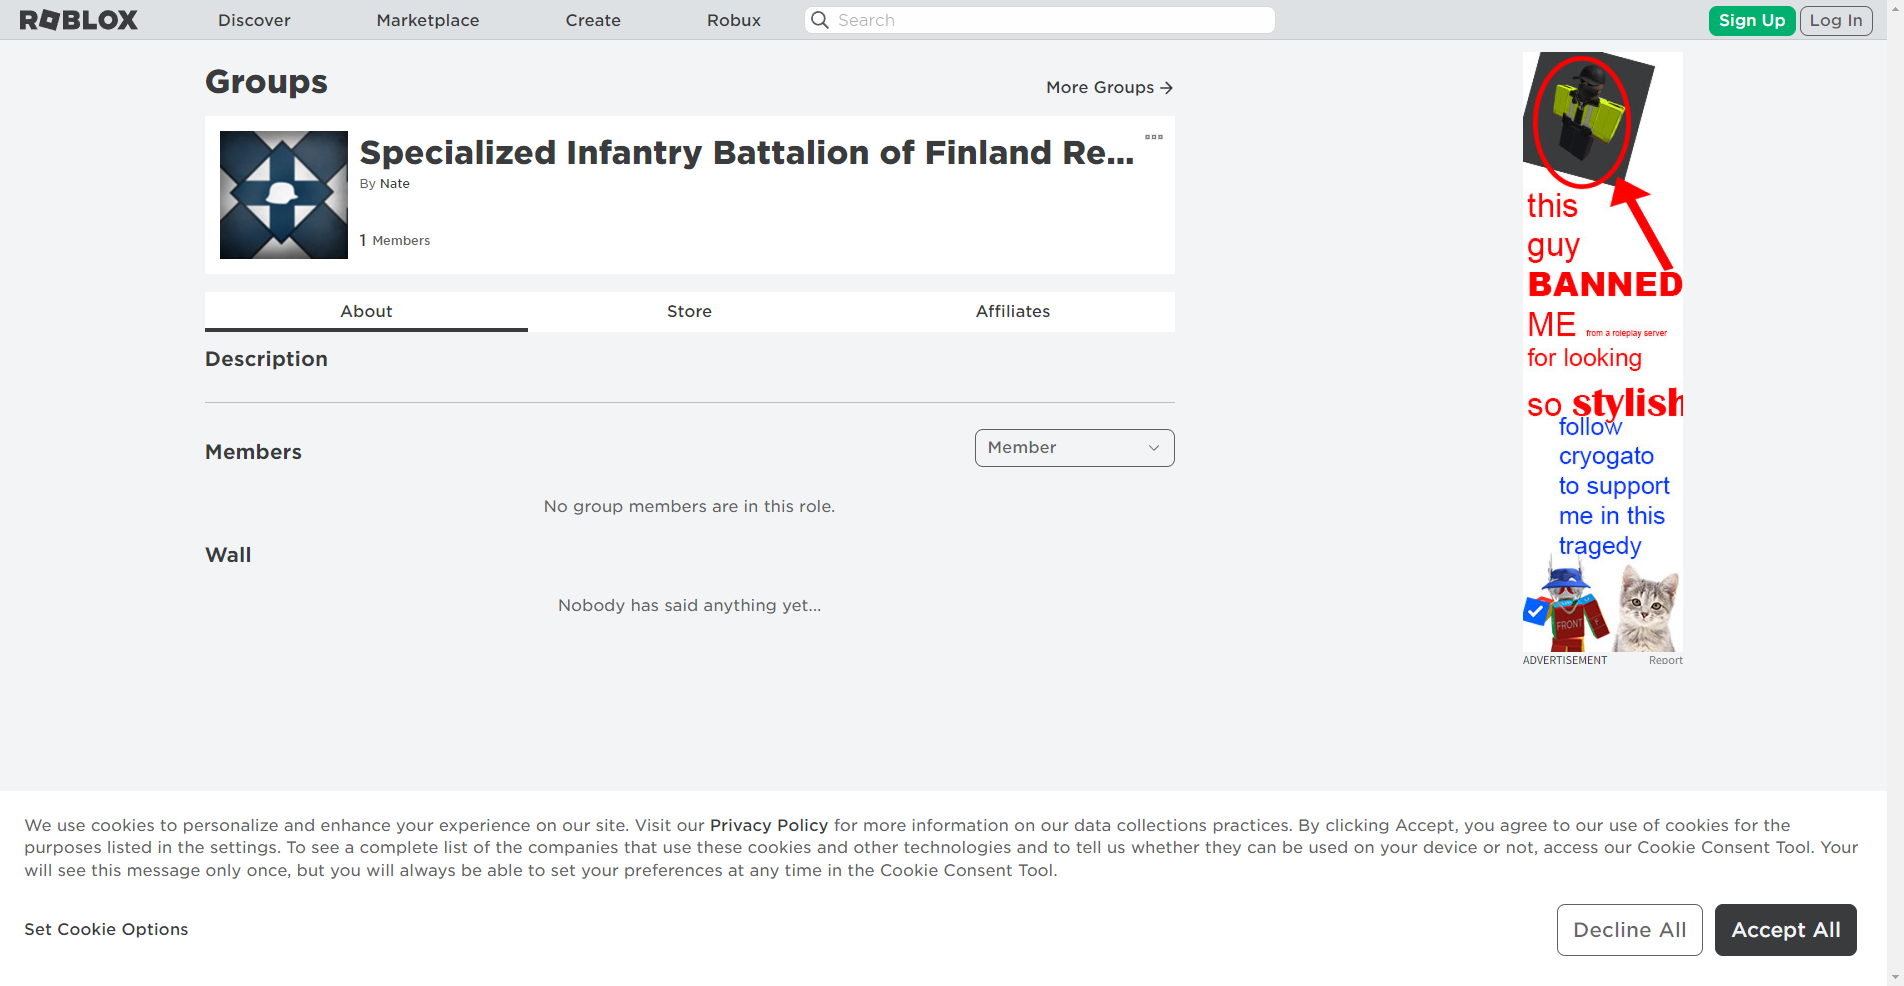 ROBLOX Discover Marketplace Create Robux Search Sign Up Log In
Groups
More Groups →
Specialized Infantry Battalion of Finland Re...
By Nate
1 Members
About Store Affiliates
Description
Members
Member
No group members are in this role.
Wall
Nobody has said anything yet...
this
guy
BANNED
ME from a roleplay server
for looking
so stylish
follow
cryogato
to support
me in this
tragedy
FRONT
ADVERTISEMENT Report
We use cookies to personalize and enhance your experience on our site. Visit our Privacy Policy for more information on our data collections practices. By clicking Accept, you agree to our use of cookies for the
purposes listed in the settings. To see a complete list of the companies that use these cookies and other technologies and to tell us whether they can be used on your device or not, access our Cookie Consent Tool. Your
will see this message only once, but you will always be able to set your preferences at any time in the Cookie Consent Tool.
Set Cookie Options
Decline All Accept All